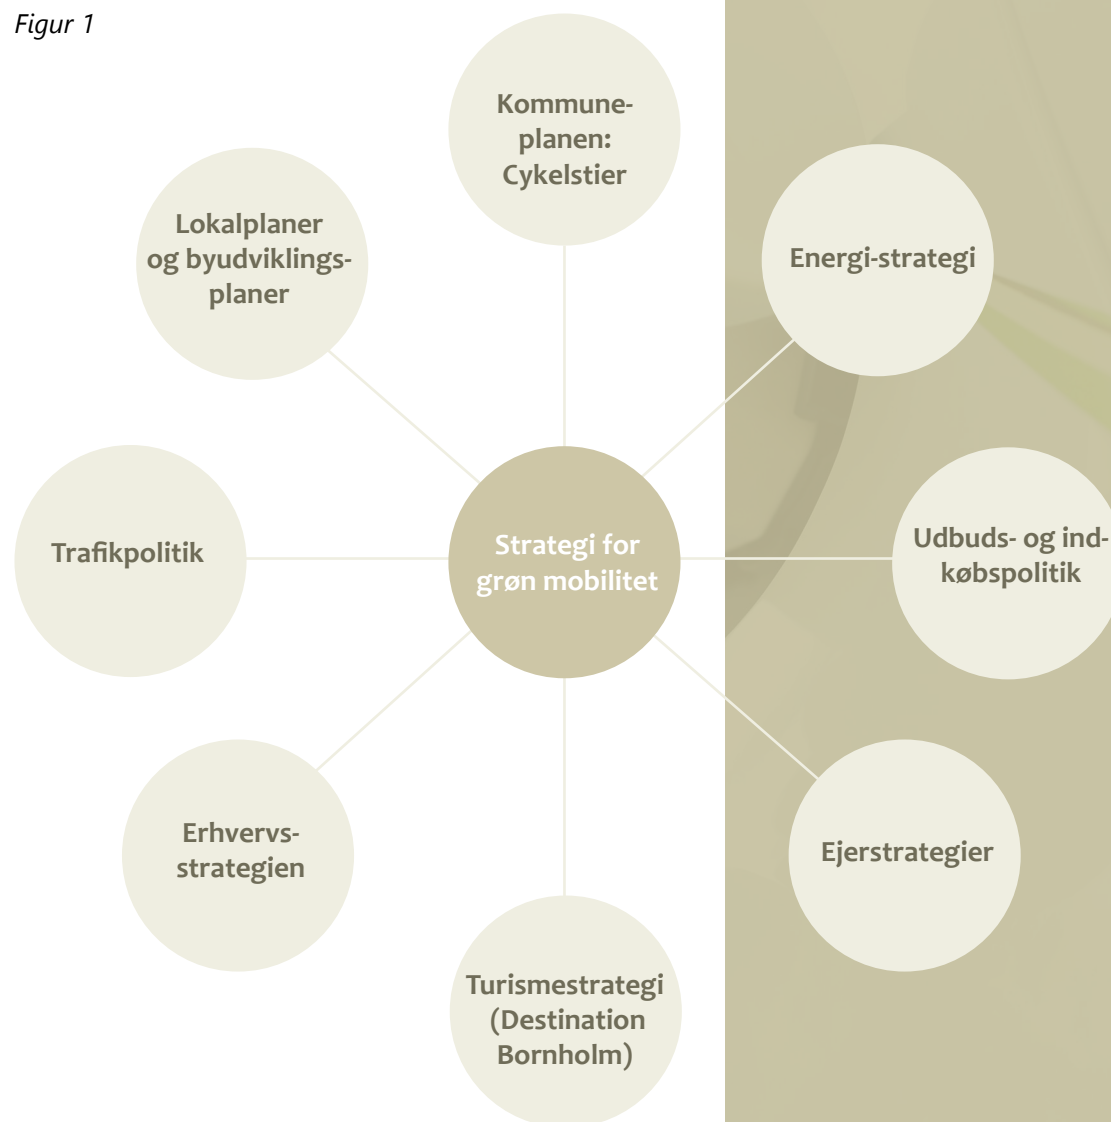 Figur 1
Kommune-
planen:
Cykelstier
Lokalplaner
og byudviklings-
planer
Energi-strategi
Trafikpolitik
Strategi for
grøn mobilitet
Udbuds- og ind-
købspolitik
Erhvervs-
strategien
Ejerstrategier
Turismestrategi
(Destination
Bornholm)